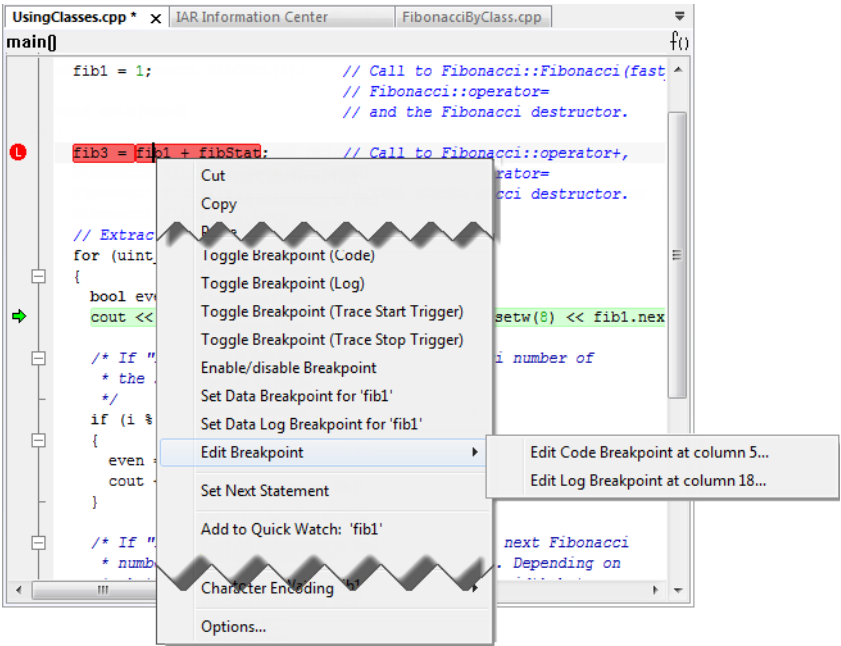 UsingClasses.cpp * x IAR Information Center FibonacciByClass.cpp
main() f()
fib1 = 1; // Call to Fibonacci::Fibonacci(fast
// Fibonacci::operator=
// and the Fibonacci destructor.
L fib3 = fib1 + fibStat; // Call to Fibonacci::operator+,
rator=
cci destructor.
// Extrac
for (uint_
{
bool eve
cout << setw(8) << fib1.nex
/* If " i number of
* the
*/
if (i %
{
even =
cout
}
/* If " next Fibonacci
* numb . Depending on
Cut
Copy
Toggle Breakpoint (Code)
Toggle Breakpoint (Log)
Toggle Breakpoint (Trace Start Trigger)
Toggle Breakpoint (Trace Stop Trigger)
Enable/disable Breakpoint
Set Data Breakpoint for 'fib1'
Set Data Log Breakpoint for 'fib1'
Edit Breakpoint
Set Next Statement
Add to Quick Watch: 'fib1'
Character Encoding
Options...
Edit Code Breakpoint at column 5...
Edit Log Breakpoint at column 18...